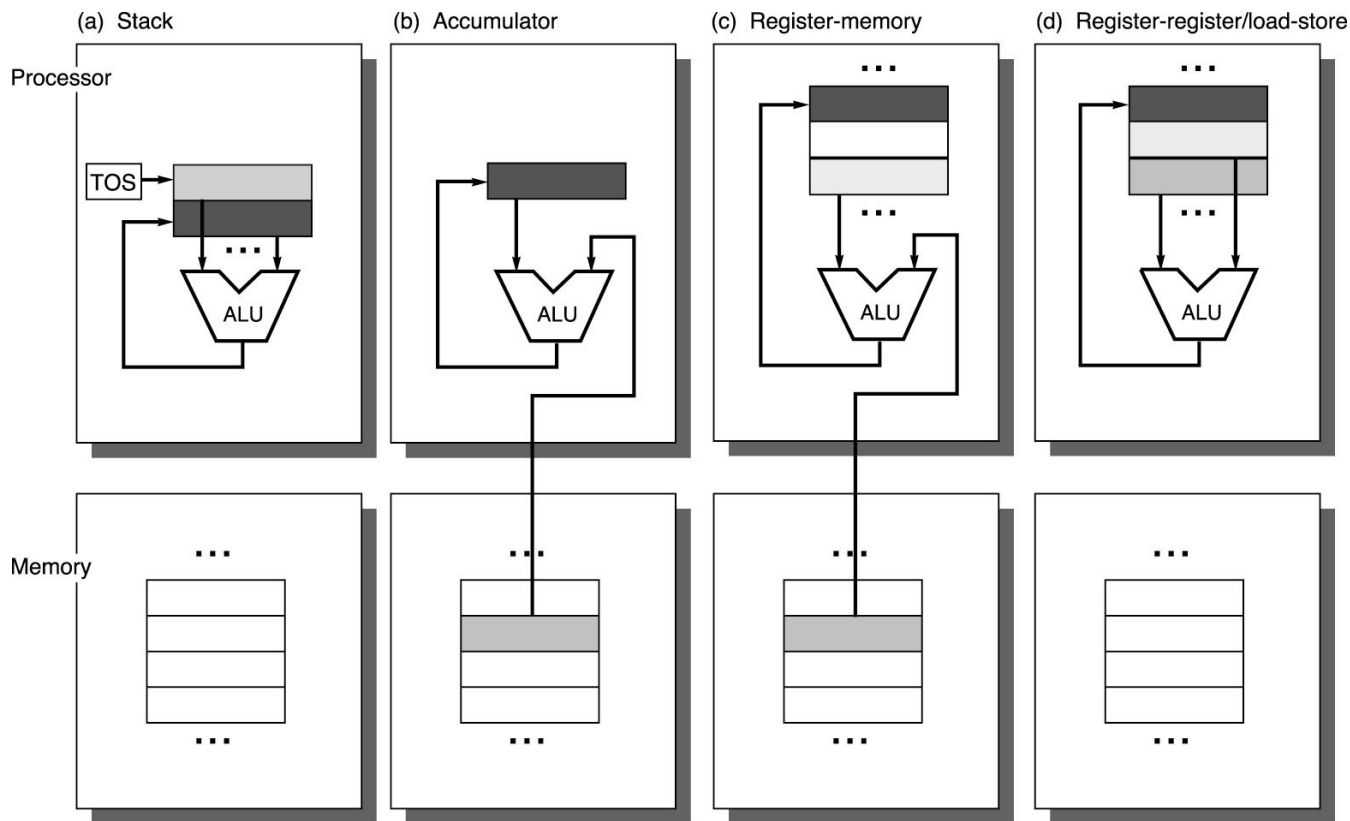 (a) Stack
(b) Accumulator
(c) Register-memory
(d) Register-register/load-store
Processor
...
...
TOS
...
...
...
ALU
ALU
ALU
ALU
Memory
...
...
...
...
...
...
...
...